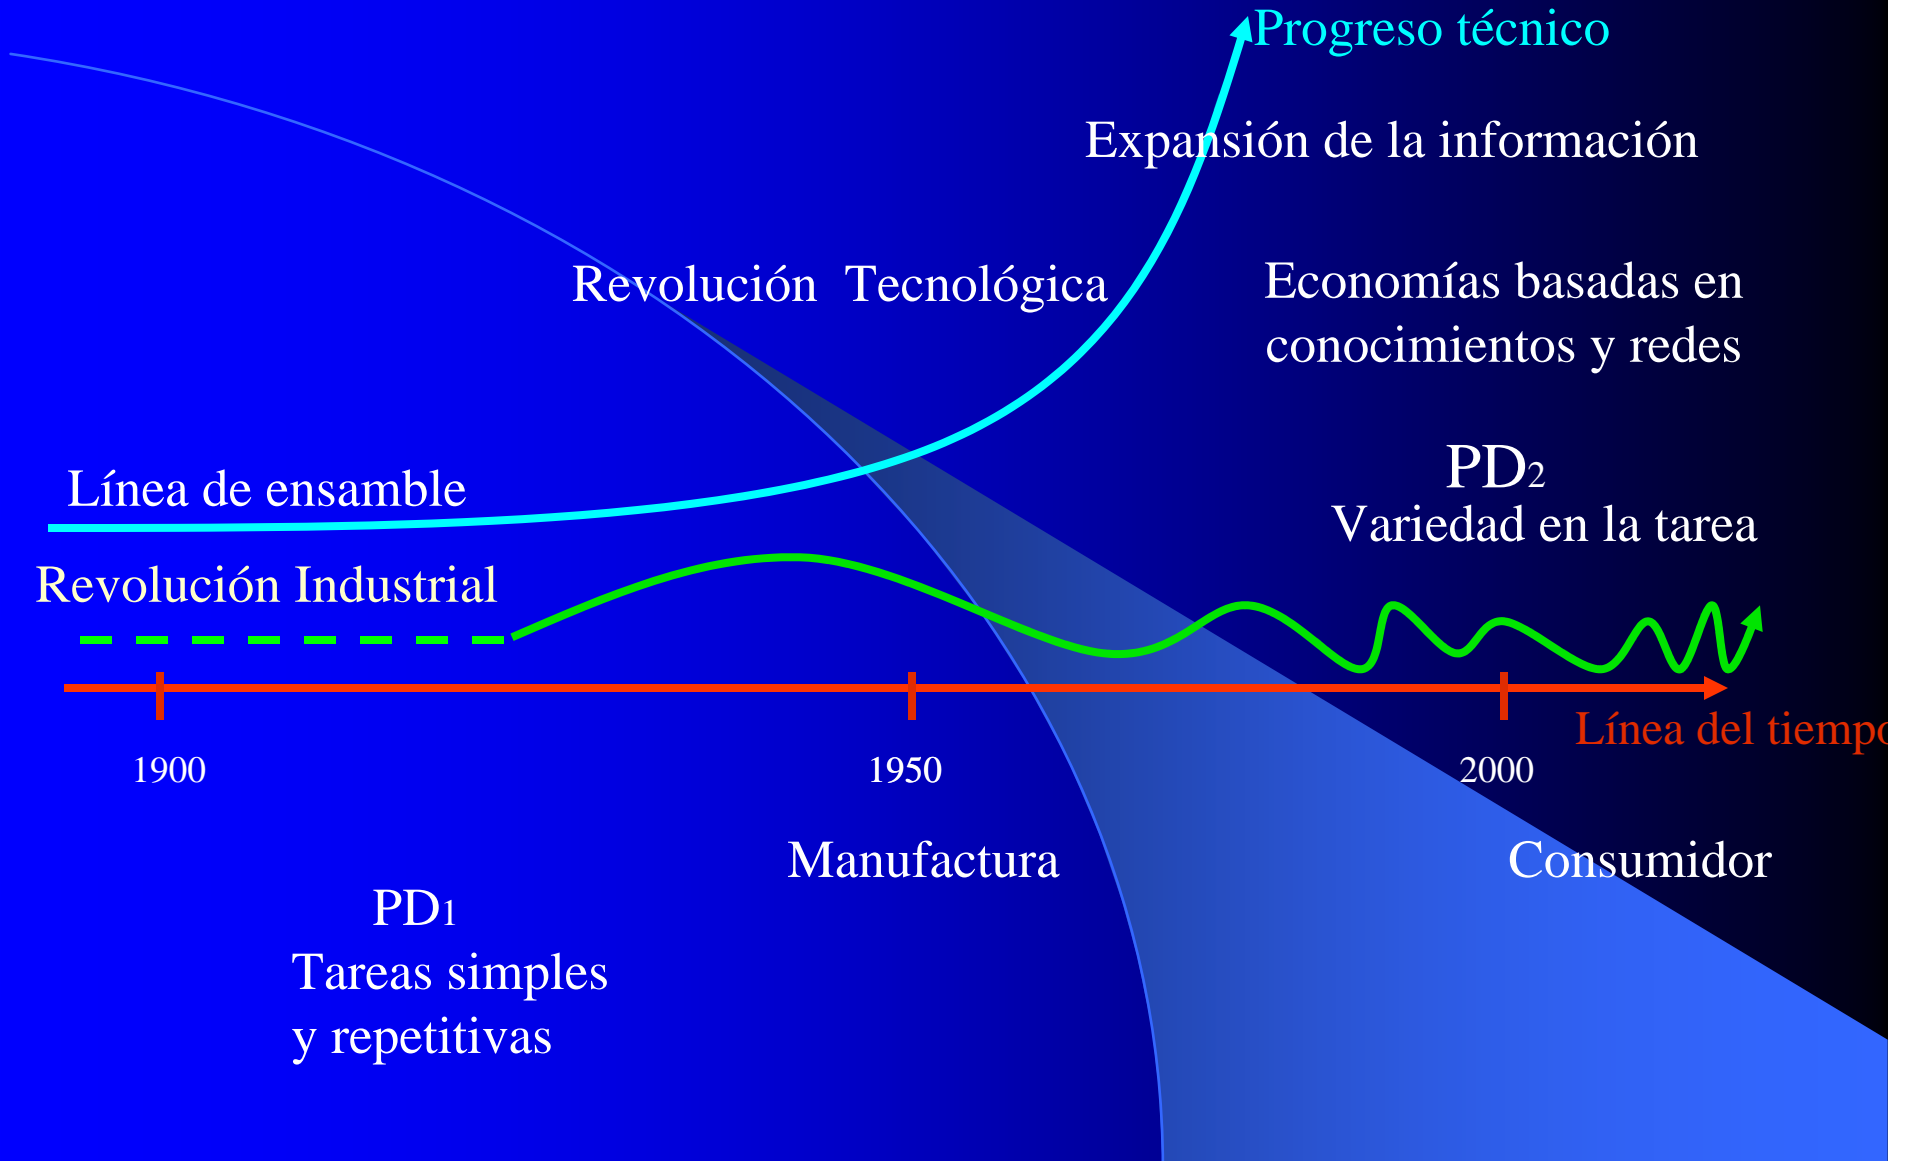 Progreso técnico
Expansión de la información
Revolución  Tecnológica
Economías basadas en
conocimientos y redes
Línea de ensamble
PD2
Variedad en la tarea
Revolución Industrial
Línea del tiempo
1900
1950
2000
Manufactura
Consumidor
PD1
Tareas simples
y repetitivas